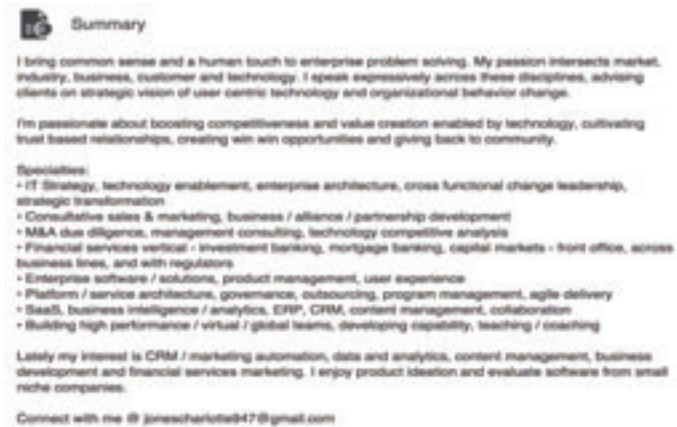 Summary
I bring common sense and a human touch to enterprise problem solving. My passion intersects market,
industry, business, customer and technology. I speak expressively across these disciplines, advising
clients on strategic vision of user centric technology and organizational behavior change.
I'm passionate about boosting competitiveness and value creation enabled by technology, cultivating
trust based relationships, creating win win opportunities and giving back to community.
Specialties:
• IT Strategy, technology enablement, enterprise architecture, cross functional change leadership,
strategic transformation
• Consultative sales & marketing, business / alliance / partnership development
• M&A due diligence, management consulting, technology competitive analysis
• Financial services vertical - investment banking, mortgage banking, capital markets - front office, across
business lines, and with regulators
• Enterprise software / solutions, product management, user experience
• Platform / service architecture, governance, outsourcing, program management, agile delivery
• SaaS, business intelligence / analytics, ERP, CRM, content management, collaboration
• Building high performance / virtual / global teams, developing capability, teaching / coaching
Lately my interest is CRM / marketing automation, data and analytics, content management, business
development and financial services marketing. I enjoy product ideation and evaluate software from small
niche companies.
Connect with me @ jonescharlotte947@gmail.com